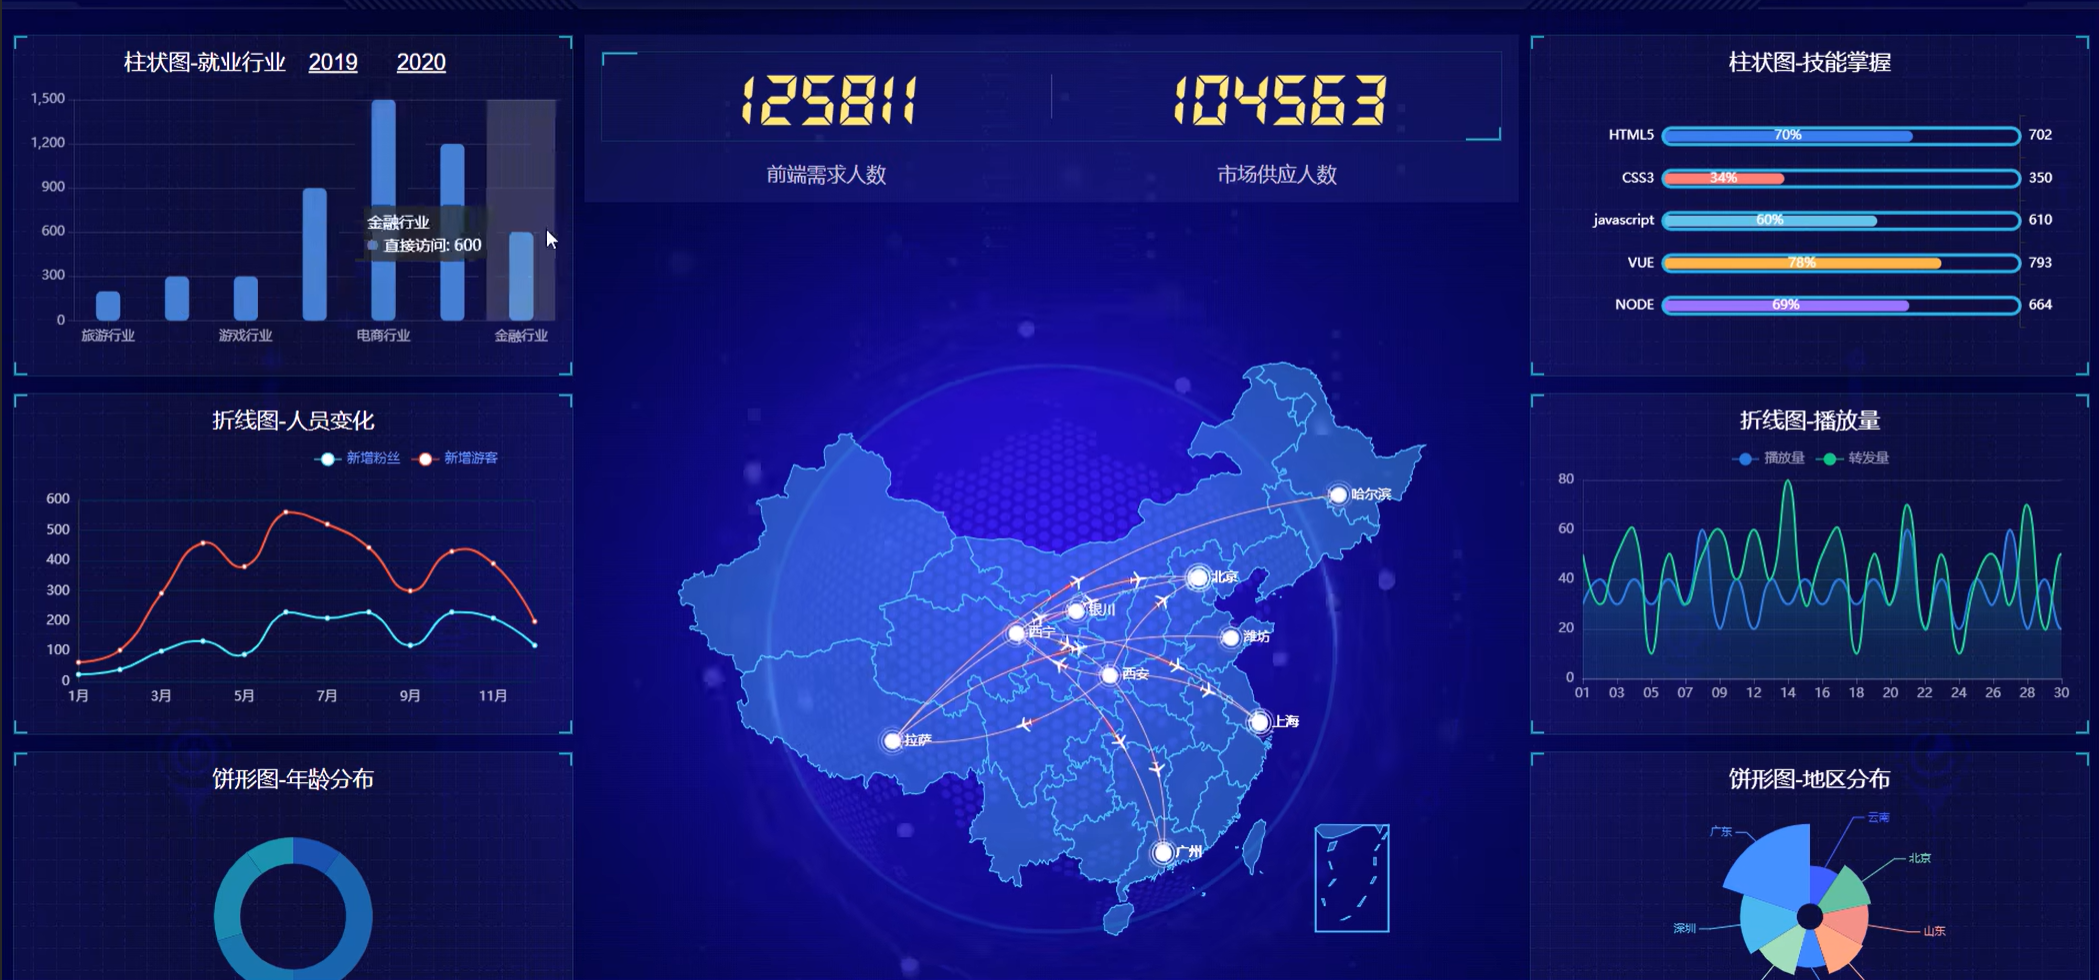 柱状图-就业行业 2019 2020
1,500
1,200
900
600
300
0
旅游行业 游戏行业 电商行业 金融行业
金融行业
直接访问: 600
折线图-人员变化
新增粉丝 新增游客
600
500
400
300
200
100
0
1月 3月 5月 7月 9月 11月
饼形图-年龄分布
125811 104563
前端需求人数 市场供应人数
哈尔滨
北京
银川
西宁
潍坊
西安
上海
拉萨
广州
柱状图-技能掌握
HTML5 70% 702
CSS3 34% 350
javascript 60% 610
VUE 78% 793
NODE 69% 664
折线图-播放量
播放量 转发量
80
60
40
20
0
01 03 05 07 09 12 14 16 18 20 22 24 26 28 30
饼形图-地区分布
云南
广东
北京
深圳
山东